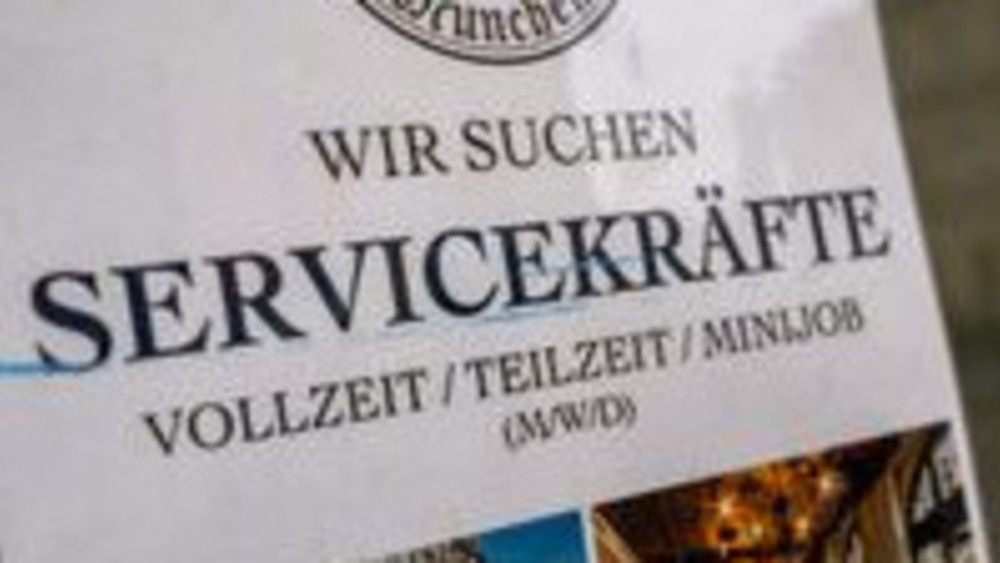 WIR SUCHEN
SERVICEKRÄFTE
VOLLZEIT / TEILZEIT / MINIJOB
(M/W/D)